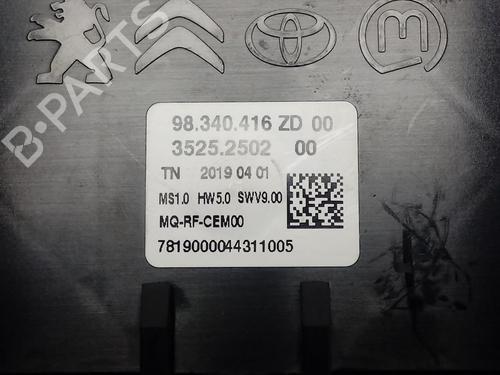 B-PARTS
98.340.416 ZD 00
3525.2502 00
TN 2019 04 01
MS1.0 HW5.0 SWV9.00
MQ-RF-CEM00
7819000044311005